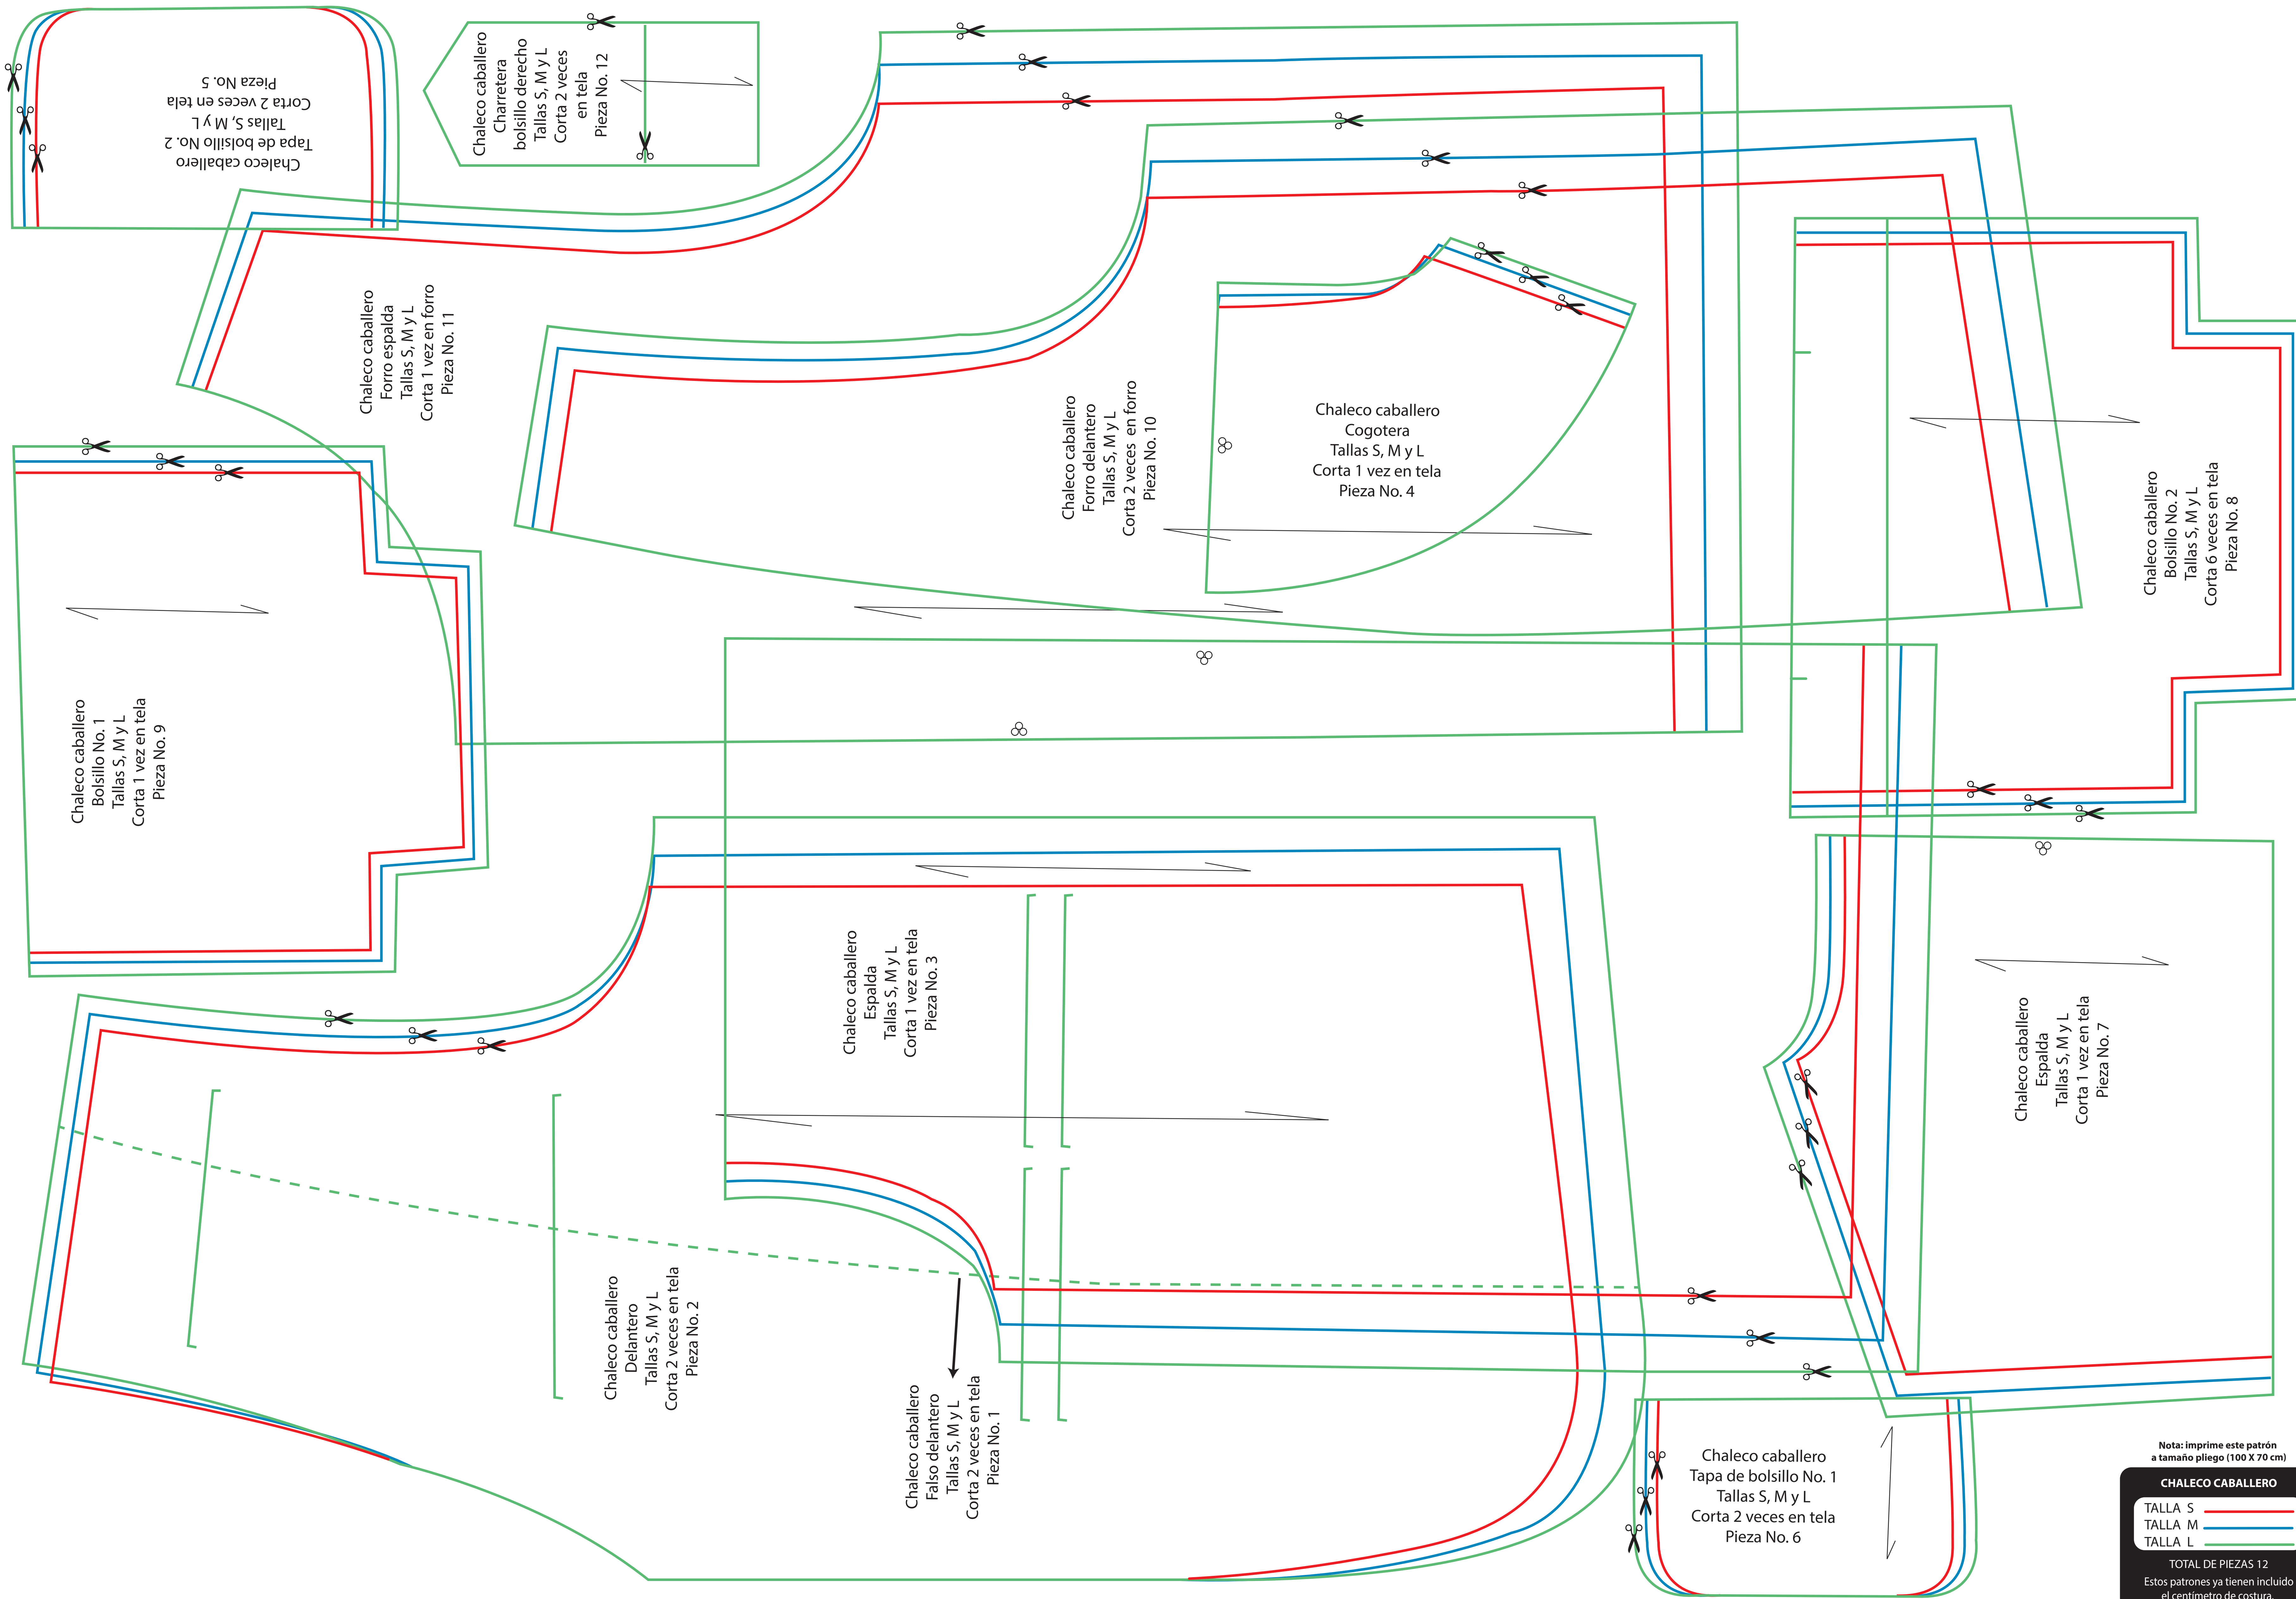 Chaleco caballero
Tapa de bolsillo No. 2
Tallas S, M y L
Corta 2 veces en tela
Pieza No. 5
Chaleco caballero
Charretera
bolsillo derecho
Tallas S, M y L
Corta 2 veces
en tela
Pieza No. 12
Chaleco caballero
Forro espalda
Tallas S, M y L
Corta 1 vez en forro
Pieza No. 11
Chaleco caballero
Forro delantero
Tallas S, M y L
Corta 2 veces en forro
Pieza No. 10
Chaleco caballero
Cogotera
Tallas S, M y L
Corta 1 vez en tela
Pieza No. 4
Chaleco caballero
Bolsillo No. 2
Tallas S, M y L
Corta 6 veces en tela
Pieza No. 8
Chaleco caballero
Bolsillo No. 1
Tallas S, M y L
Corta 1 vez en tela
Pieza No. 9
Chaleco caballero
Espalda
Tallas S, M y L
Corta 1 vez en tela
Pieza No. 3
Chaleco caballero
Espalda
Tallas S, M y L
Corta 1 vez en tela
Pieza No. 7
Chaleco caballero
Delantero
Tallas S, M y L
Corta 2 veces en tela
Pieza No. 2
Chaleco caballero
Falso delantero
Tallas S, M y L
Corta 2 veces en tela
Pieza No. 1
Chaleco caballero
Tapa de bolsillo No. 1
Tallas S, M y L
Corta 2 veces en tela
Pieza No. 6
Nota: imprime este patrón
a tamaño pliego (100 X 70 cm)
CHALECO CABALLERO
TALLA S
TALLA M
TALLA L
TOTAL DE PIEZAS 12
Estos patrones ya tienen incluido
el centímetro de costura.